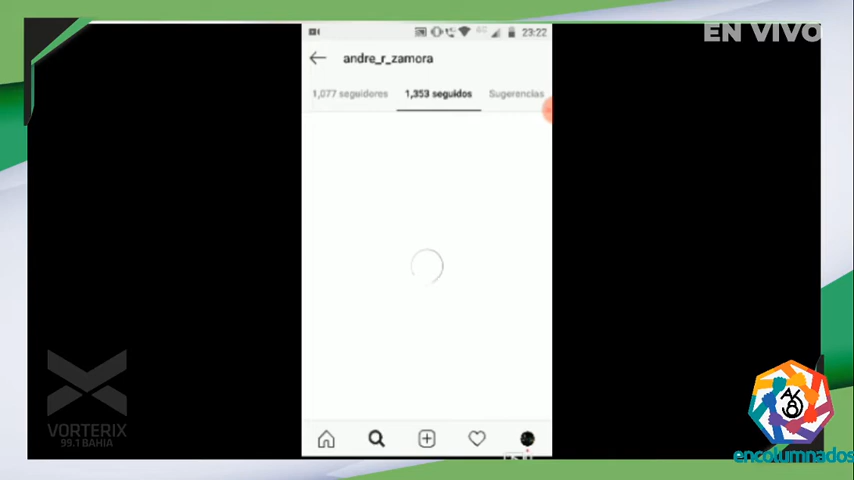 EN VIVO
23:22
andre_r_zamora
1,077 seguidores
1,353 seguidos
Sugerencias
VORTERIX
99.1 BAHIA
encolumnados